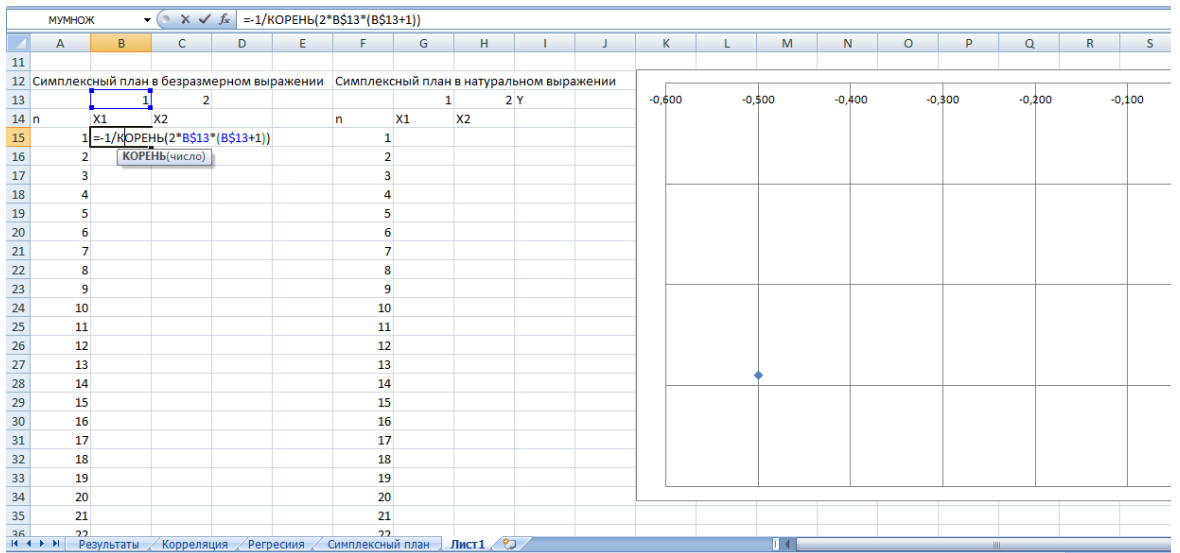 МУМНОЖ =-1/КОРЕНЬ(2*B$13*(B$13+1))
A B C D E F G H I J K L M N O P Q R S
11
12 Симплексный план в безразмерном выражении Симплексный план в натуральном выражении
13 1 2 1 2 Y -0,600 -0,500 -0,400 -0,300 -0,200 -0,100
14 n X1 X2 n X1 X2
15 1 =-1/КОРЕНЬ(2*B$13*(B$13+1)) 1
16 2 КОРЕНЬ(число) 2
17 3 3
18 4 4
19 5 5
20 6 6
21 7 7
22 8 8
23 9 9
24 10 10
25 11 11
26 12 12
27 13 13
28 14 14
29 15 15
30 16 16
31 17 17
32 18 18
33 19 19
34 20 20
35 21 21
36 22 22
Результаты Корреляция Регресиия Симплексный план Лист1